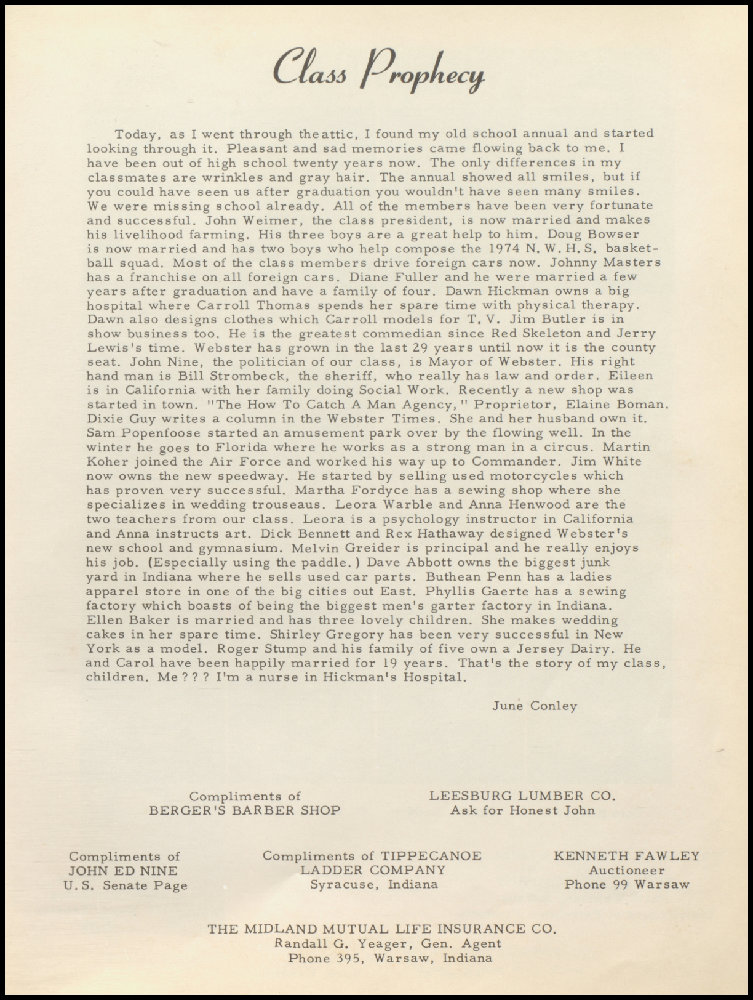 Class Prophecy
Today, as I went through the attic, I found my old school annual and started
looking through it. Pleasant and sad memories came flowing back to me. I
have been out of high school twenty years now. The only differences in my
classmates are wrinkles and gray hair. The annual showed all smiles, but if
you could have seen us after graduation you wouldn't have seen many smiles.
We were missing school already. All of the members have been very fortunate
and successful. John Weimer, the class president, is now married and makes
his livelihood farming. His three boys are a great help to him. Doug Bowser
is now married and has two boys who help compose the 1974 N. W. H. S. basket-
ball squad. Most of the class members drive foreign cars now. Johnny Masters
has a franchise on all foreign cars. Diane Fuller and he were married a few
years after graduation and have a family of four. Dawn Hickman owns a big
hospital where Carroll Thomas spends her spare time with physical therapy.
Dawn also designs clothes which Carroll models for T. V. Jim Butler is in
show business too. He is the greatest commedian since Red Skeleton and Jerry
Lewis's time. Webster has grown in the last 29 years until now it is the county
seat. John Nine, the politician of our class, is Mayor of Webster. His right
hand man is Bill Strombeck, the sheriff, who really has law and order. Eileen
is in California with her family doing Social Work. Recently a new shop was
started in town. "The How To Catch A Man Agency," Proprietor, Elaine Boman.
Dixie Guy writes a column in the Webster Times. She and her husband own it.
Sam Popenfoose started an amusement park over by the flowing well. In the
winter he goes to Florida where he works as a strong man in a circus. Martin
Koher joined the Air Force and worked his way up to Commander. Jim White
now owns the new speedway. He started by selling used motorcycles which
has proven very successful. Martha Fordyce has a sewing shop where she
specializes in wedding trouseaus. Leora Warble and Anna Henwood are the
two teachers from our class. Leora is a psychology instructor in California
and Anna instructs art. Dick Bennett and Rex Hathaway designed Webster's
new school and gymnasium. Melvin Greider is principal and he really enjoys
his job. (Especially using the paddle.) Dave Abbott owns the biggest junk
yard in Indiana where he sells used car parts. Buthean Penn has a ladies
apparel store in one of the big cities out East. Phyllis Gaerte has a sewing
factory which boasts of being the biggest men's garter factory in Indiana.
Ellen Baker is married and has three lovely children. She makes wedding
cakes in her spare time. Shirley Gregory has been very successful in New
York as a model. Roger Stump and his family of five own a Jersey Dairy. He
and Carol have been happily married for 19 years. That's the story of my class,
children. Me ? ? ? I'm a nurse in Hickman's Hospital.
June Conley
Compliments of
BERGER'S BARBER SHOP
LEESBURG LUMBER CO.
Ask for Honest John
Compliments of
JOHN ED NINE
U.S. Senate Page
Compliments of TIPPECANOE
LADDER COMPANY
Syracuse, Indiana
KENNETH FAWLEY
Auctioneer
Phone 99 Warsaw
THE MIDLAND MUTUAL LIFE INSURANCE CO.
Randall G. Yeager, Gen. Agent
Phone 395, Warsaw, Indiana